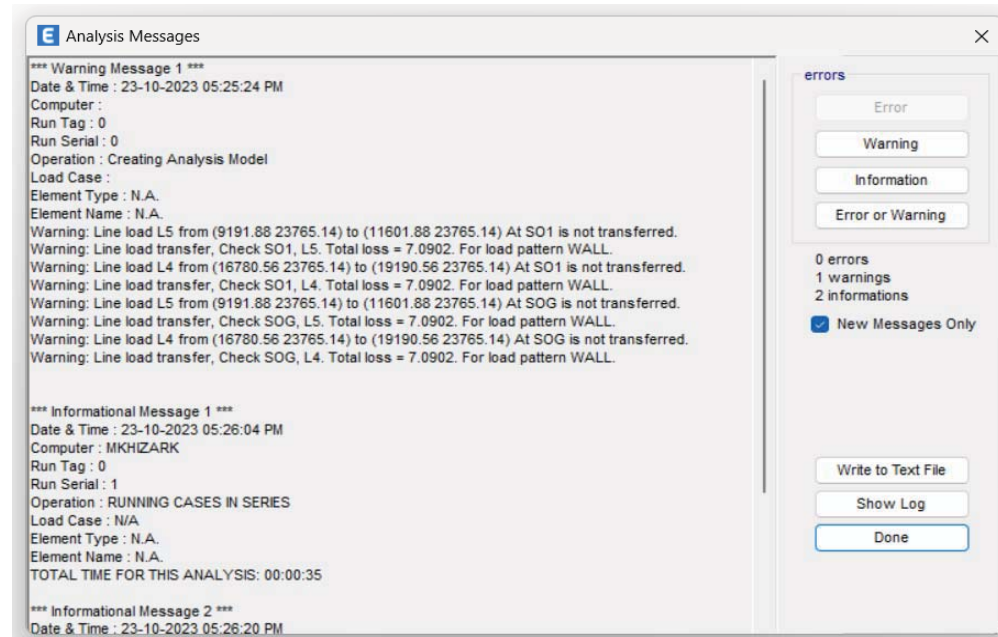 E Analysis Messages
*** Warning Message 1 ***
Date & Time : 23-10-2023 05:25:24 PM
Computer :
Run Tag : 0
Run Serial : 0
Operation : Creating Analysis Model
Load Case :
Element Type : N.A.
Element Name : N.A.
Warning: Line load L5 from (9191.88 23765.14) to (11601.88 23765.14) At SO1 is not transferred.
Warning: Line load transfer, Check SO1, L5. Total loss = 7.0902. For load pattern WALL.
Warning: Line load L4 from (16780.56 23765.14) to (19190.56 23765.14) At SO1 is not transferred.
Warning: Line load transfer, Check SO1, L4. Total loss = 7.0902. For load pattern WALL.
Warning: Line load L5 from (9191.88 23765.14) to (11601.88 23765.14) At SOG is not transferred.
Warning: Line load transfer, Check SOG, L5. Total loss = 7.0902. For load pattern WALL.
Warning: Line load L4 from (16780.56 23765.14) to (19190.56 23765.14) At SOG is not transferred.
Warning: Line load transfer, Check SOG, L4. Total loss = 7.0902. For load pattern WALL.
*** Informational Message 1 ***
Date & Time : 23-10-2023 05:26:04 PM
Computer : MKHIZARK
Run Tag : 0
Run Serial : 1
Operation : RUNNING CASES IN SERIES
Load Case : N/A
Element Type : N.A.
Element Name : N.A.
TOTAL TIME FOR THIS ANALYSIS: 00:00:35
*** Informational Message 2 ***
Date & Time : 23-10-2023 05:26:20 PM
errors
Error
Warning
Information
Error or Warning
0 errors
1 warnings
2 informations
New Messages Only
Write to Text File
Show Log
Done